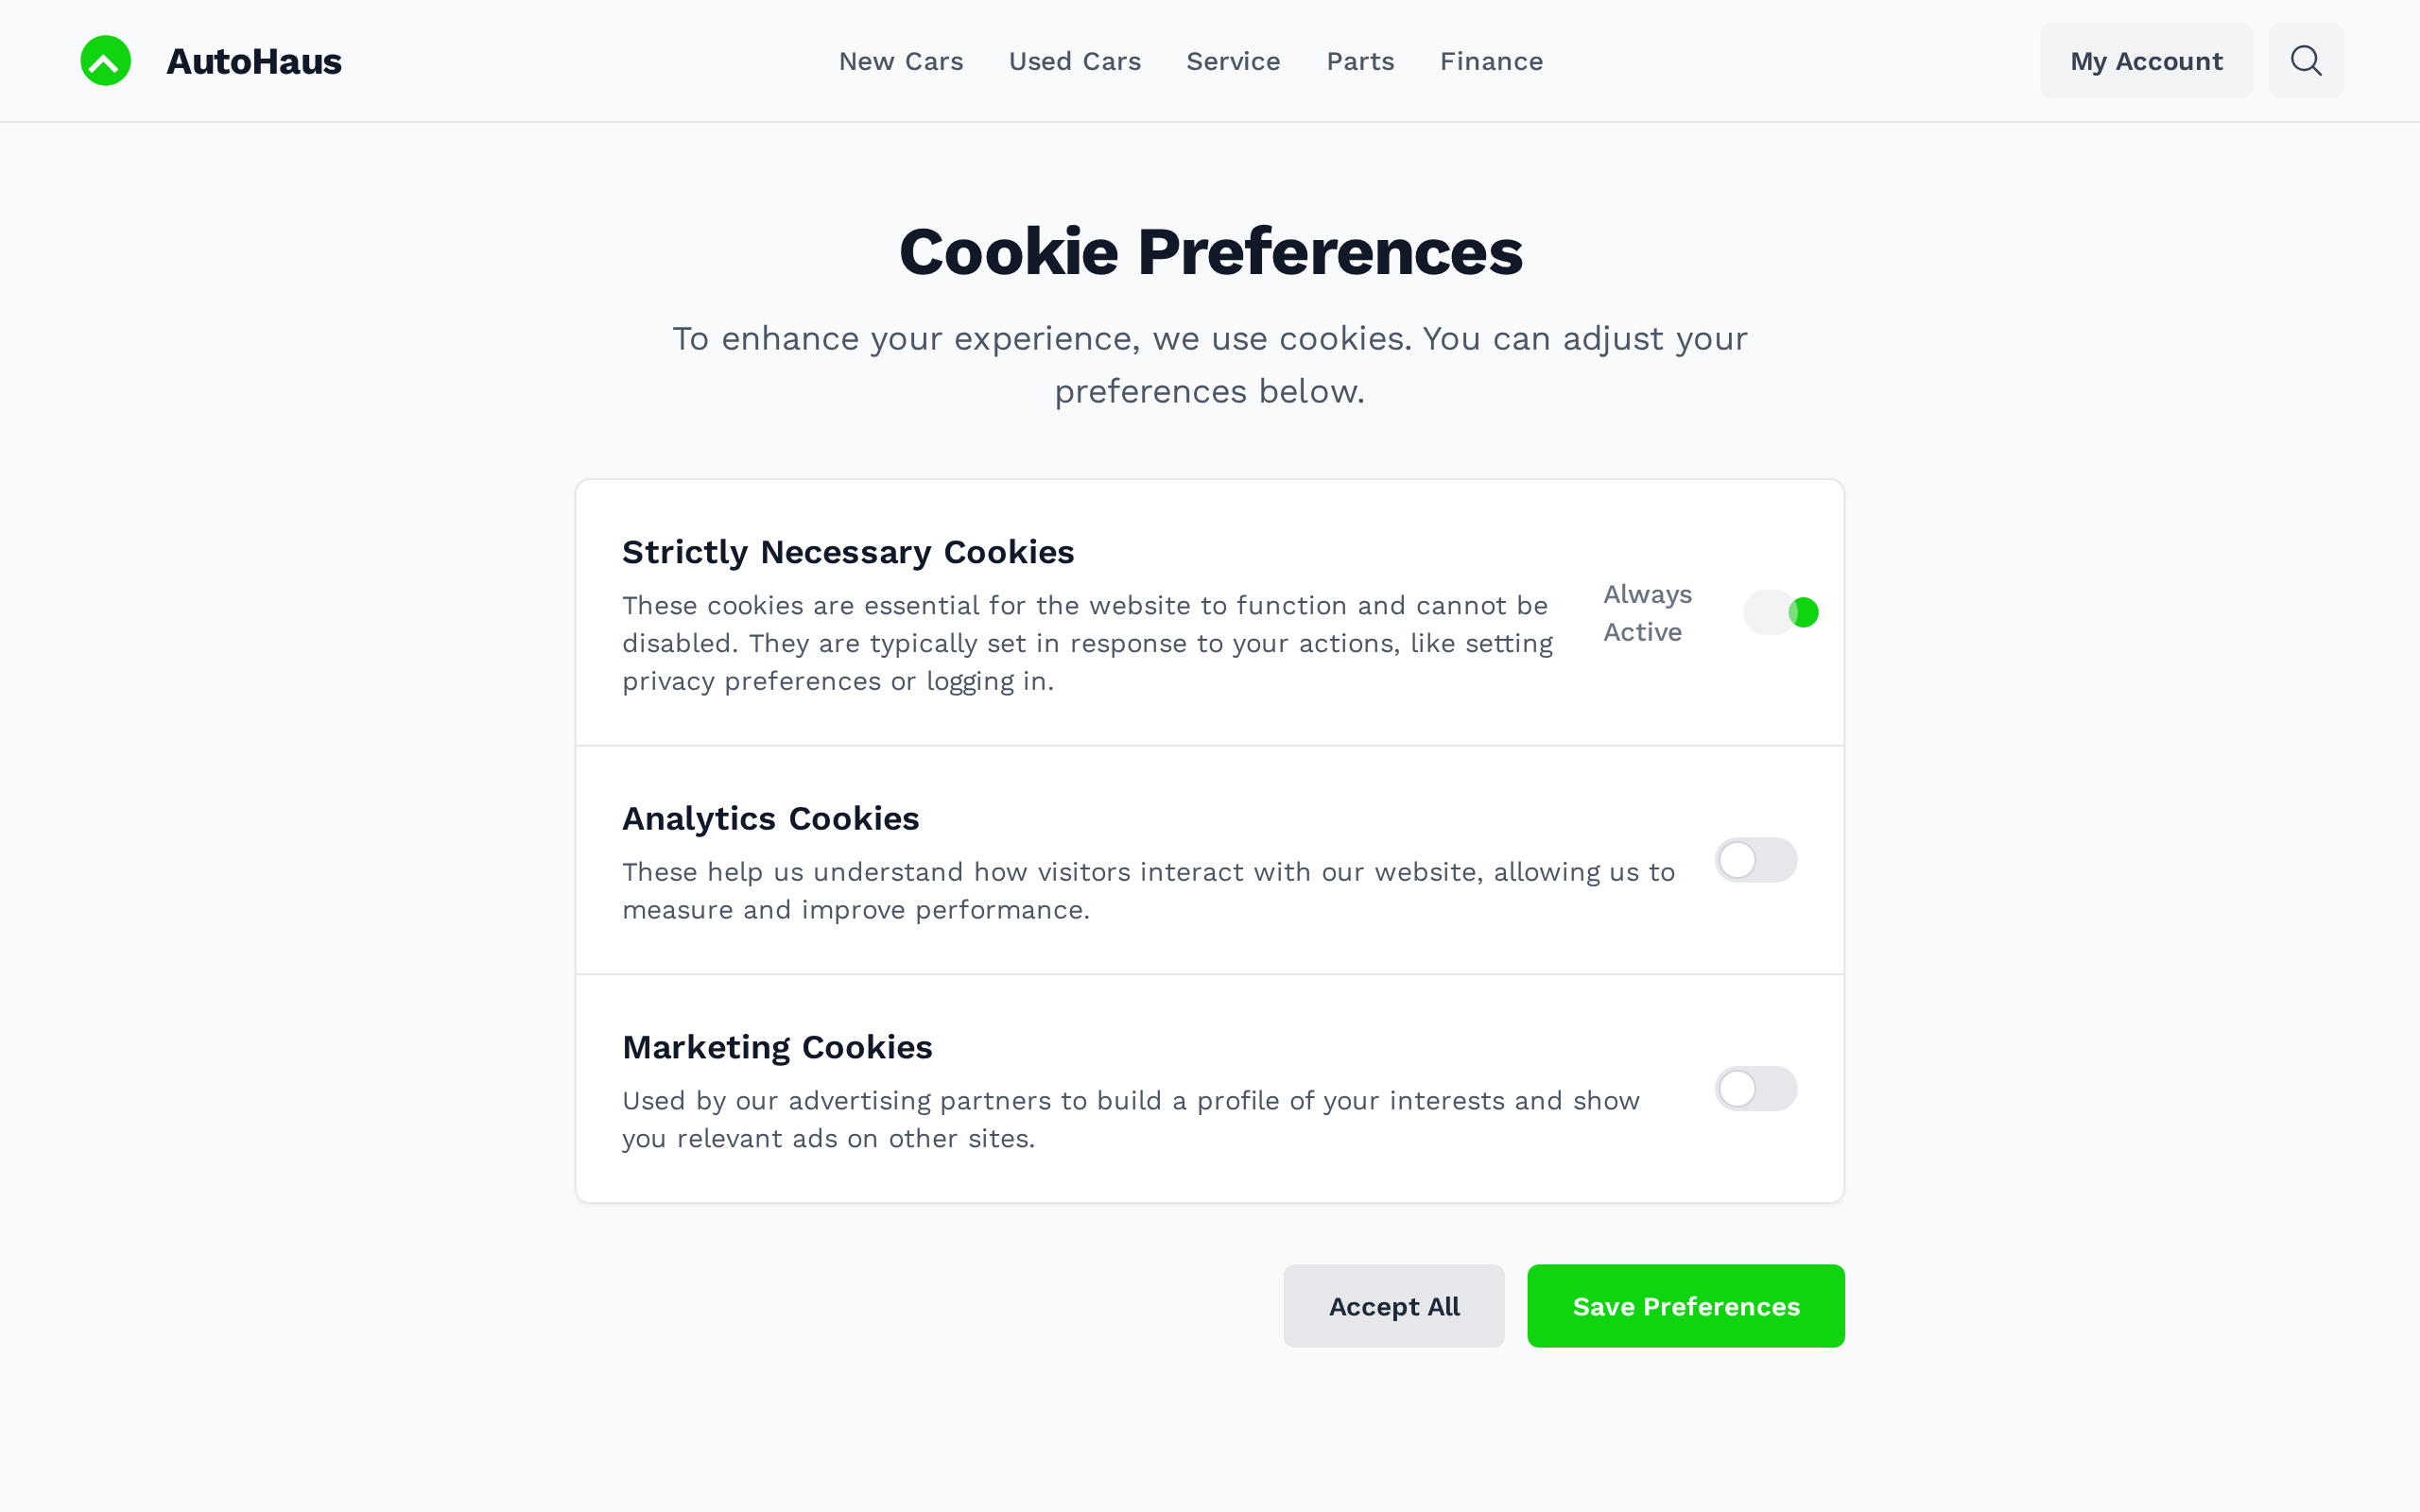 AutoHaus
New Cars
Used Cars
Service
Parts
Finance
My Account
Cookie Preferences
To enhance your experience, we use cookies. You can adjust your
preferences below.
Strictly Necessary Cookies
These cookies are essential for the website to function and cannot be
disabled. They are typically set in response to your actions, like setting
privacy preferences or logging in.
Always
Active
Analytics Cookies
These help us understand how visitors interact with our website, allowing us to
measure and improve performance.
Marketing Cookies
Used by our advertising partners to build a profile of your interests and show
you relevant ads on other sites.
Accept All
Save Preferences